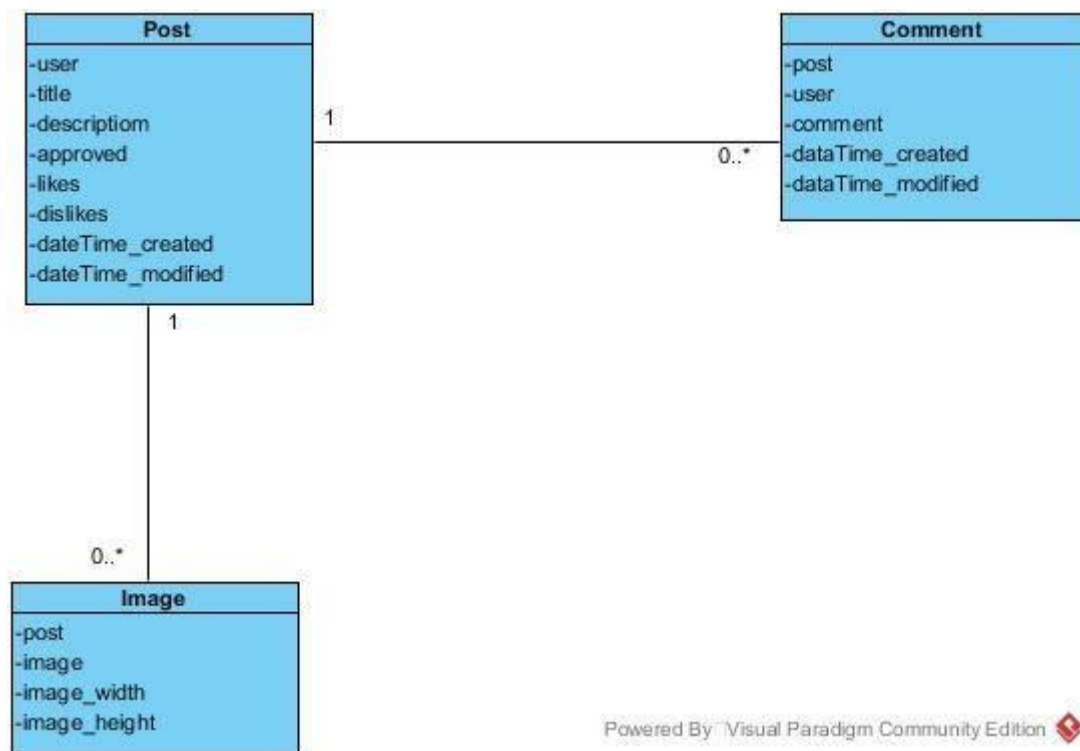 Post
-user
-title
-descriptiom
-approved
-likes
-dislikes
-dateTime_created
-dateTime_modified
1
0..*
Comment
-post
-user
-comment
-dataTime_created
-dataTime_modified
1
0..*
Image
-post
-image
-image_width
-image_height
Powered By Visual Paradigm Community Edition